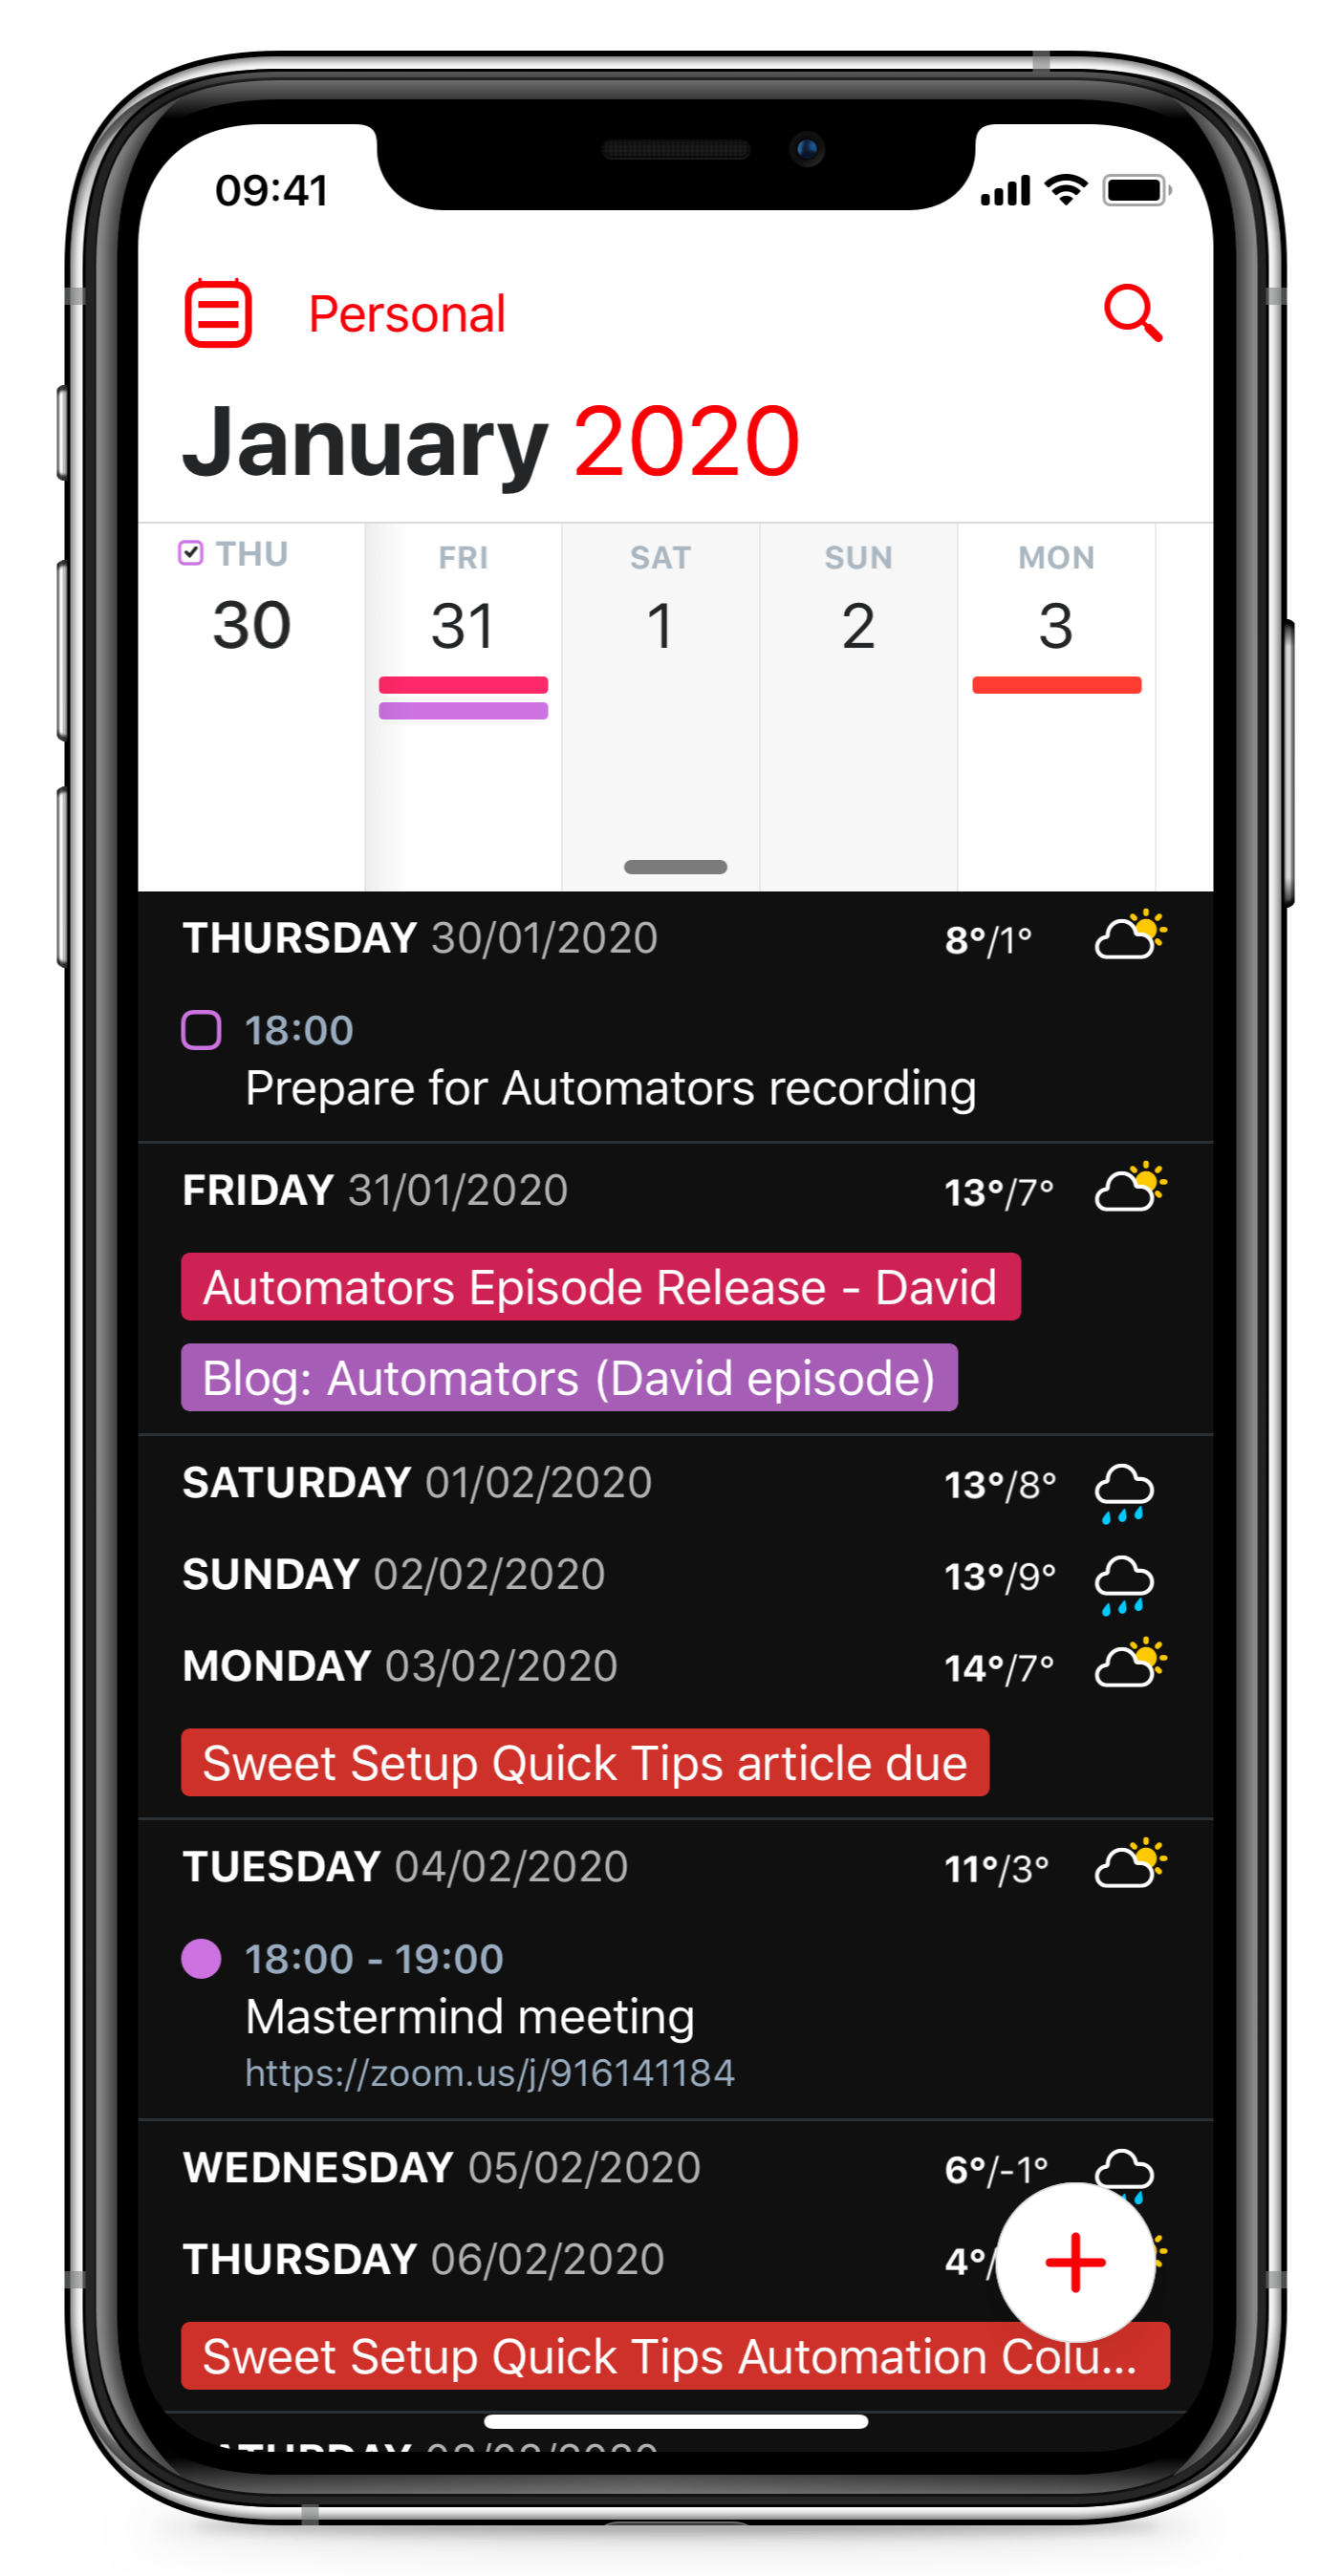 09:41
Personal
January 2020
THU FRI SAT SUN MON
30 31 1 2 3
THURSDAY 30/01/2020 8°/1°
18:00
Prepare for Automators recording
FRIDAY 31/01/2020 13°/7°
Automators Episode Release - David
Blog: Automators (David episode)
SATURDAY 01/02/2020 13°/8°
SUNDAY 02/02/2020 13°/9°
MONDAY 03/02/2020 14°/7°
Sweet Setup Quick Tips article due
TUESDAY 04/02/2020 11°/3°
18:00 - 19:00
Mastermind meeting
https://zoom.us/j/916141184
WEDNESDAY 05/02/2020 6°/-1°
THURSDAY 06/02/2020 4°/
Sweet Setup Quick Tips Automation Colu...